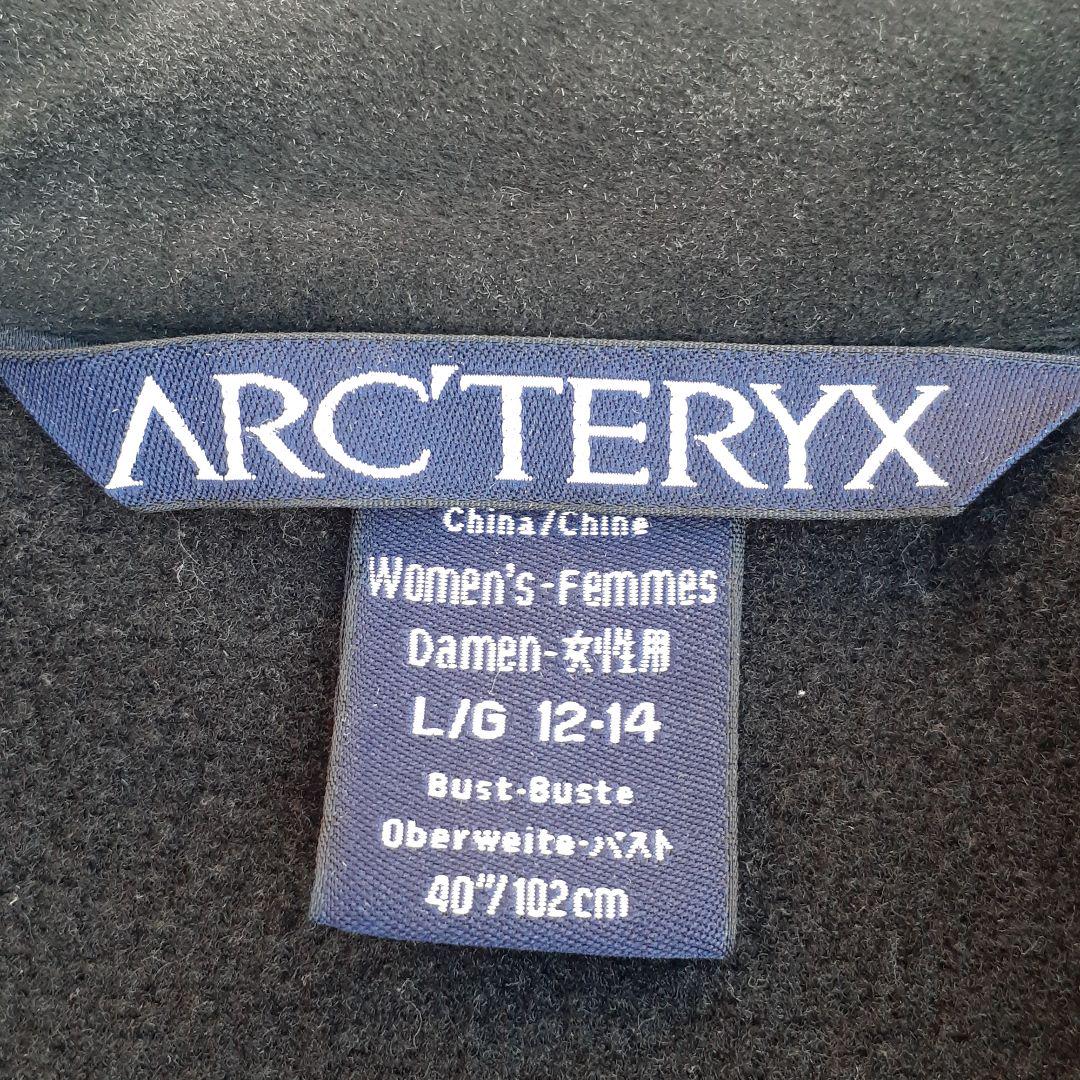 ARC'TERYX
China/Chine
Women's-Femmes
Damen-女性用
L/G 12-14
Bust-Buste
Oberweite-バスト
40"/102cm